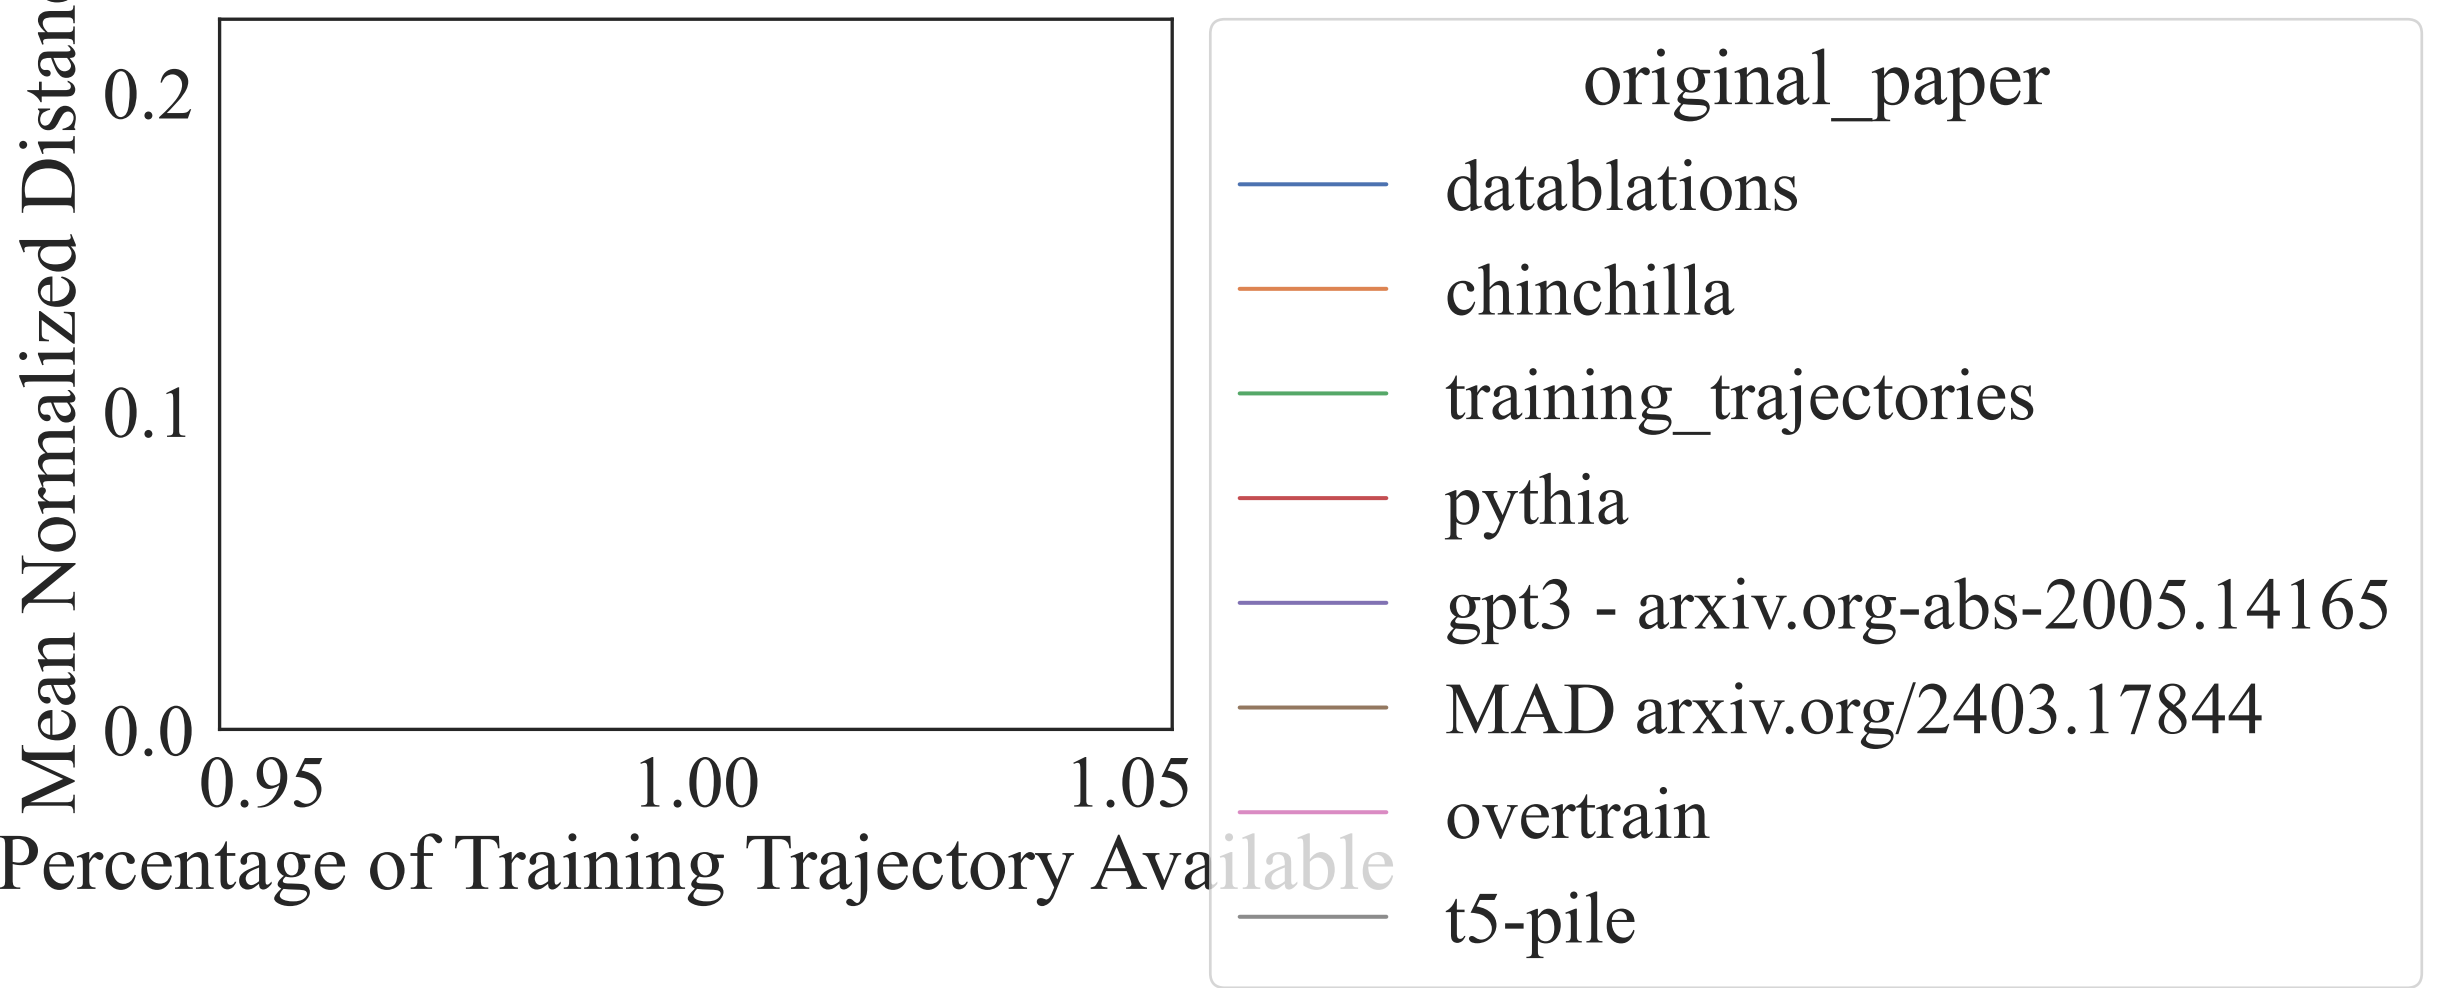 Mean Normalized Distan
0.2
0.1
0.0
0.95 1.00 1.05
Percentage of Training Trajectory Available
original_paper
datablations
chinchilla
training_trajectories
pythia
gpt3 - arxiv.org-abs-2005.14165
MAD arxiv.org/2403.17844
overtrain
t5-pile